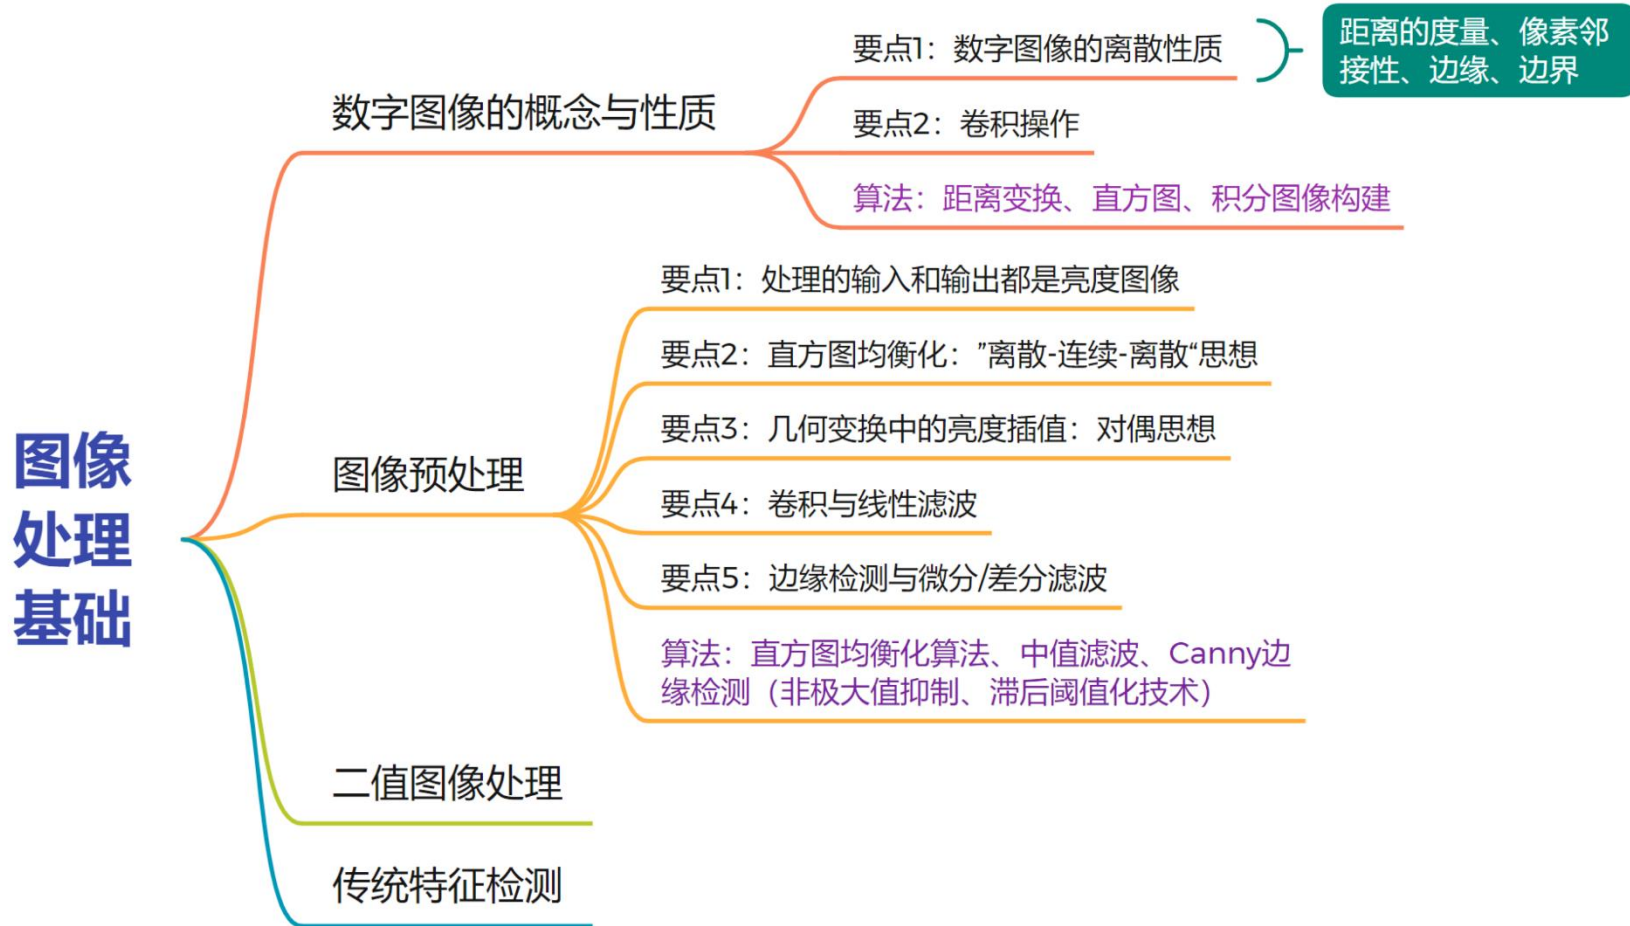 图像
处理
基础
数字图像的概念与性质
要点1：数字图像的离散性质
距离的度量、像素邻
接性、边缘、边界
要点2：卷积操作
算法：距离变换、直方图、积分图像构建
图像预处理
要点1：处理的输入和输出都是亮度图像
要点2：直方图均衡化：”离散-连续-离散“思想
要点3：几何变换中的亮度插值：对偶思想
要点4：卷积与线性滤波
要点5：边缘检测与微分/差分滤波
算法：直方图均衡化算法、中值滤波、Canny边
缘检测（非极大值抑制、滞后阈值化技术）
二值图像处理
传统特征检测